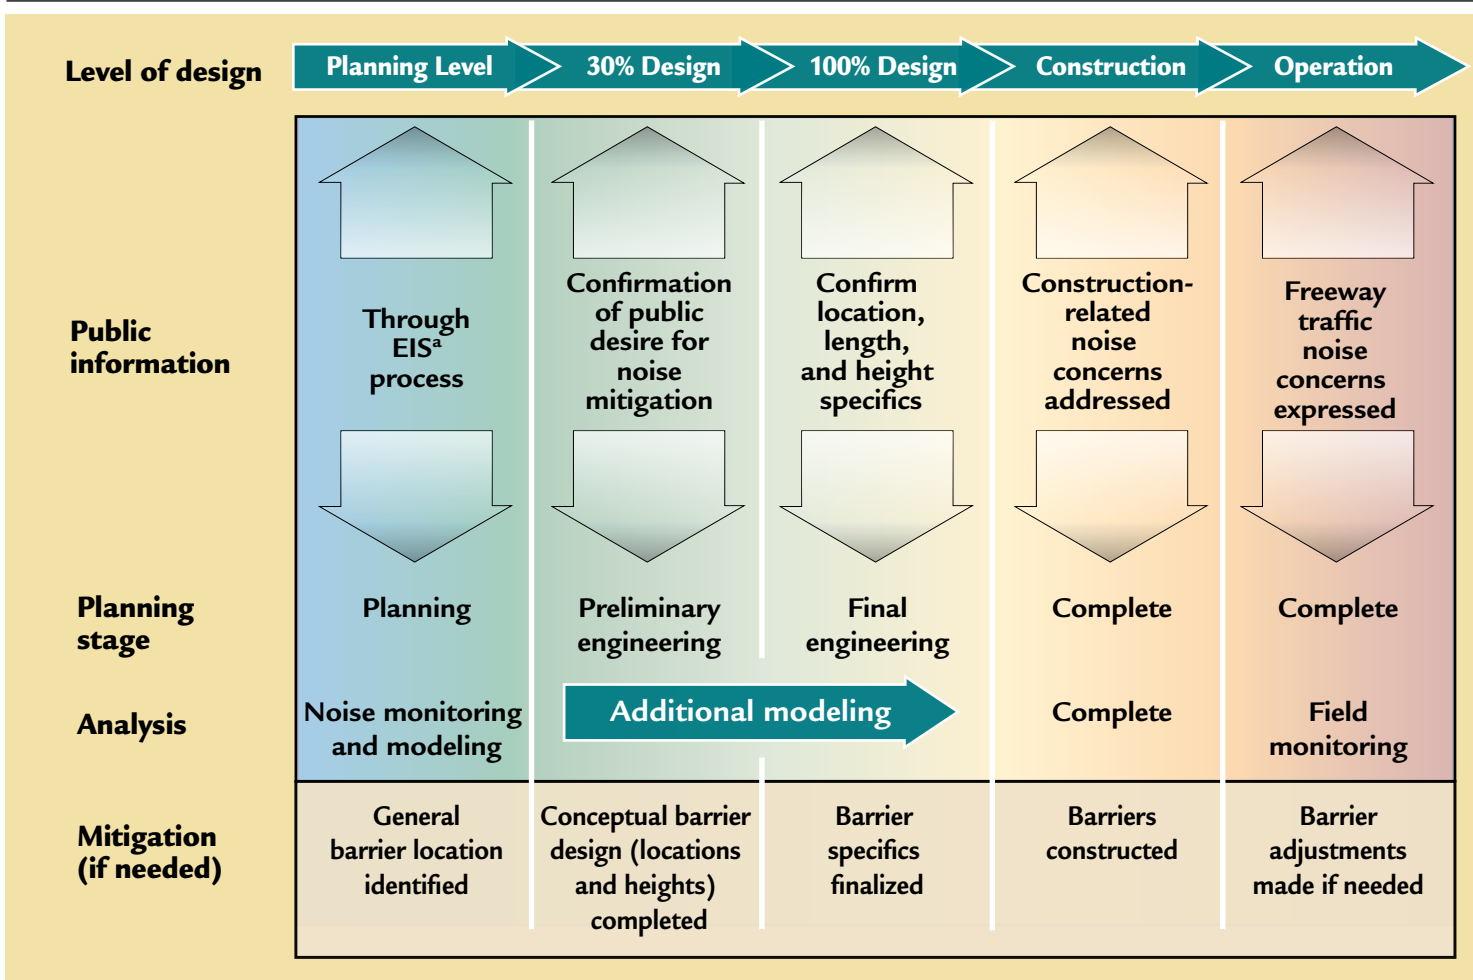 Level of design
Planning Level
30% Design
100% Design
Construction
Operation
Public
information
Through
EISª
process
Confirmation
of public
desire for
noise
mitigation
Confirm
location,
length,
and height
specifics
Construction-
related
noise
concerns
addressed
Freeway
traffic
noise
concerns
expressed
Planning
stage
Planning
Preliminary
engineering
Final
engineering
Complete
Complete
Analysis
Noise monitoring
and modeling
Additional modeling
Complete
Field
monitoring
Mitigation
(if needed)
General
barrier location
identified
Conceptual barrier
design (locations
and heights)
completed
Barrier
specifics
finalized
Barriers
constructed
Barrier
adjustments
made if needed